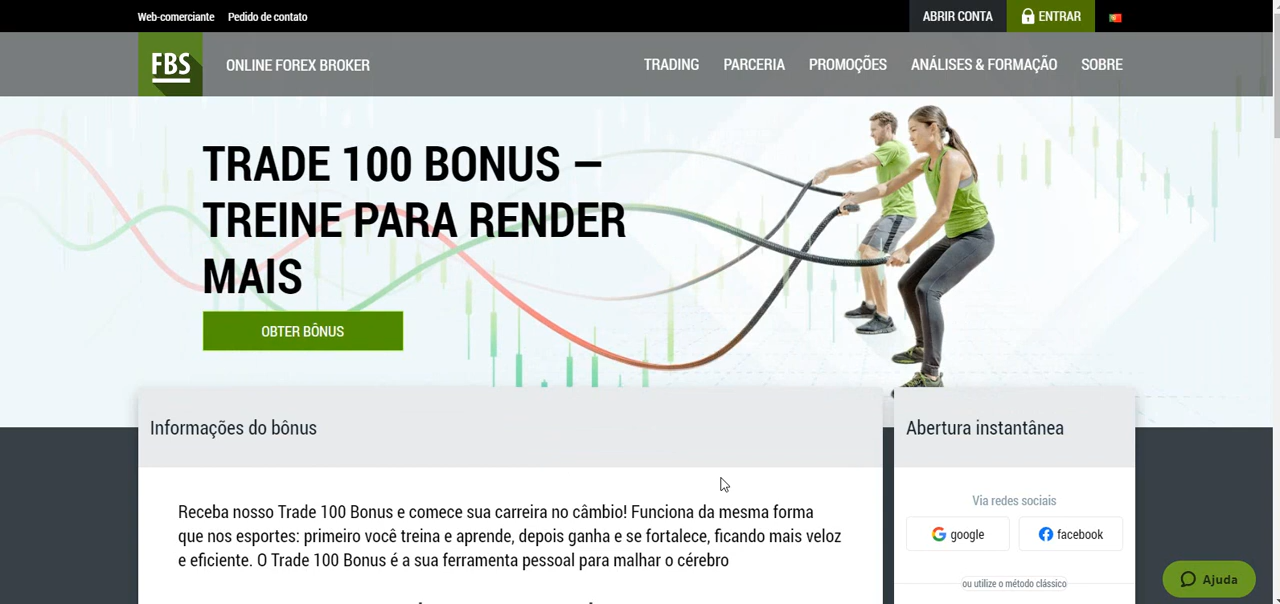 Web-comerciante Pedido de contato ABRIR CONTA ENTRAR
FBS ONLINE FOREX BROKER TRADING PARCERIA PROMOÇÕES ANÁLISES & FORMAÇÃO SOBRE
TRADE 100 BONUS –
TREINE PARA RENDER
MAIS
OBTER BÔNUS
Informações do bônus
Receba nosso Trade 100 Bonus e comece sua carreira no câmbio! Funciona da mesma forma
que nos esportes: primeiro você treina e aprende, depois ganha e se fortalece, ficando mais veloz
e eficiente. O Trade 100 Bonus é a sua ferramenta pessoal para malhar o cérebro
Abertura instantânea
Via redes sociais
google facebook
ou utilize o método clássico
Ajuda